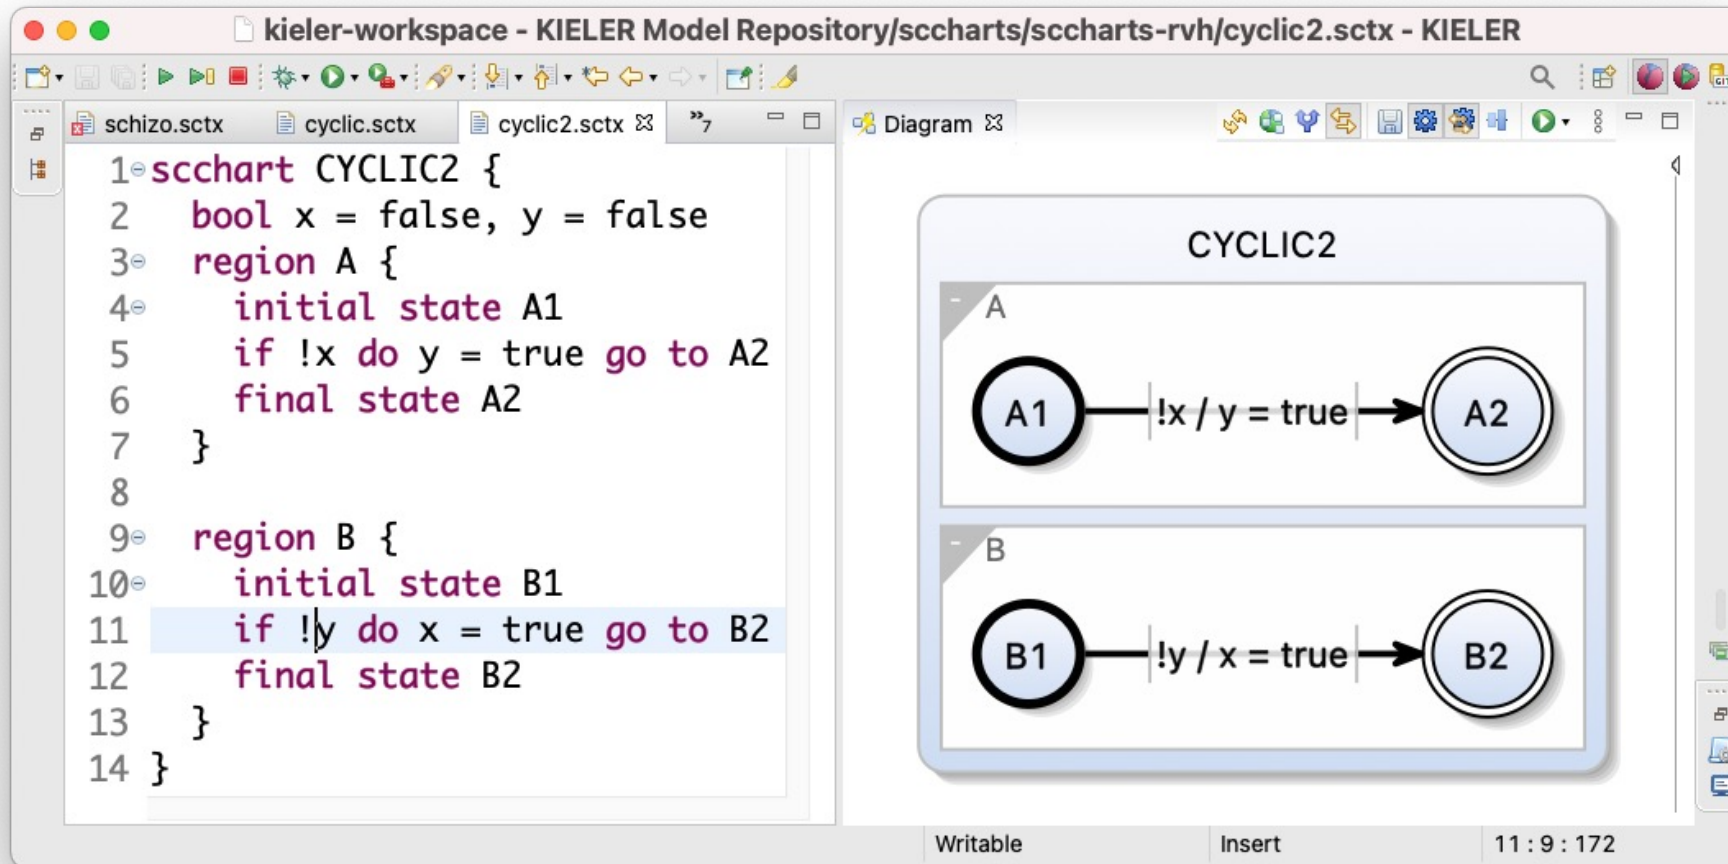 kieler-workspace - KIELER Model Repository/sccharts/sccharts-rvh/cyclic2.sctx - KIELER
schizo.sctx cyclic.sctx cyclic2.sctx »7
1 scchart CYCLIC2 {
2 bool x = false, y = false
3 region A {
4 initial state A1
5 if !x do y = true go to A2
6 final state A2
7 }
8
9 region B {
10 initial state B1
11 if !y do x = true go to B2
12 final state B2
13 }
14 }
Diagram
CYCLIC2
- A
A1 !x / y = true A2
- B
B1 !y / x = true B2
Writable Insert 11 : 9 : 172